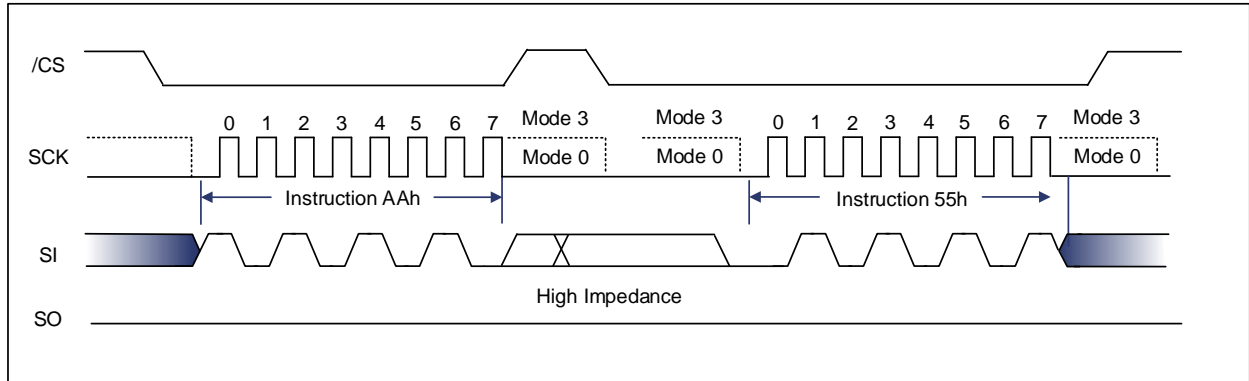 /CS
Mode 3 Mode 3 Mode 3
0 1 2 3 4 5 6 7 0 1 2 3 4 5 6 7
SCK Mode 0 Mode 0 Mode 0
Instruction AAh Instruction 55h
SI
High Impedance
SO